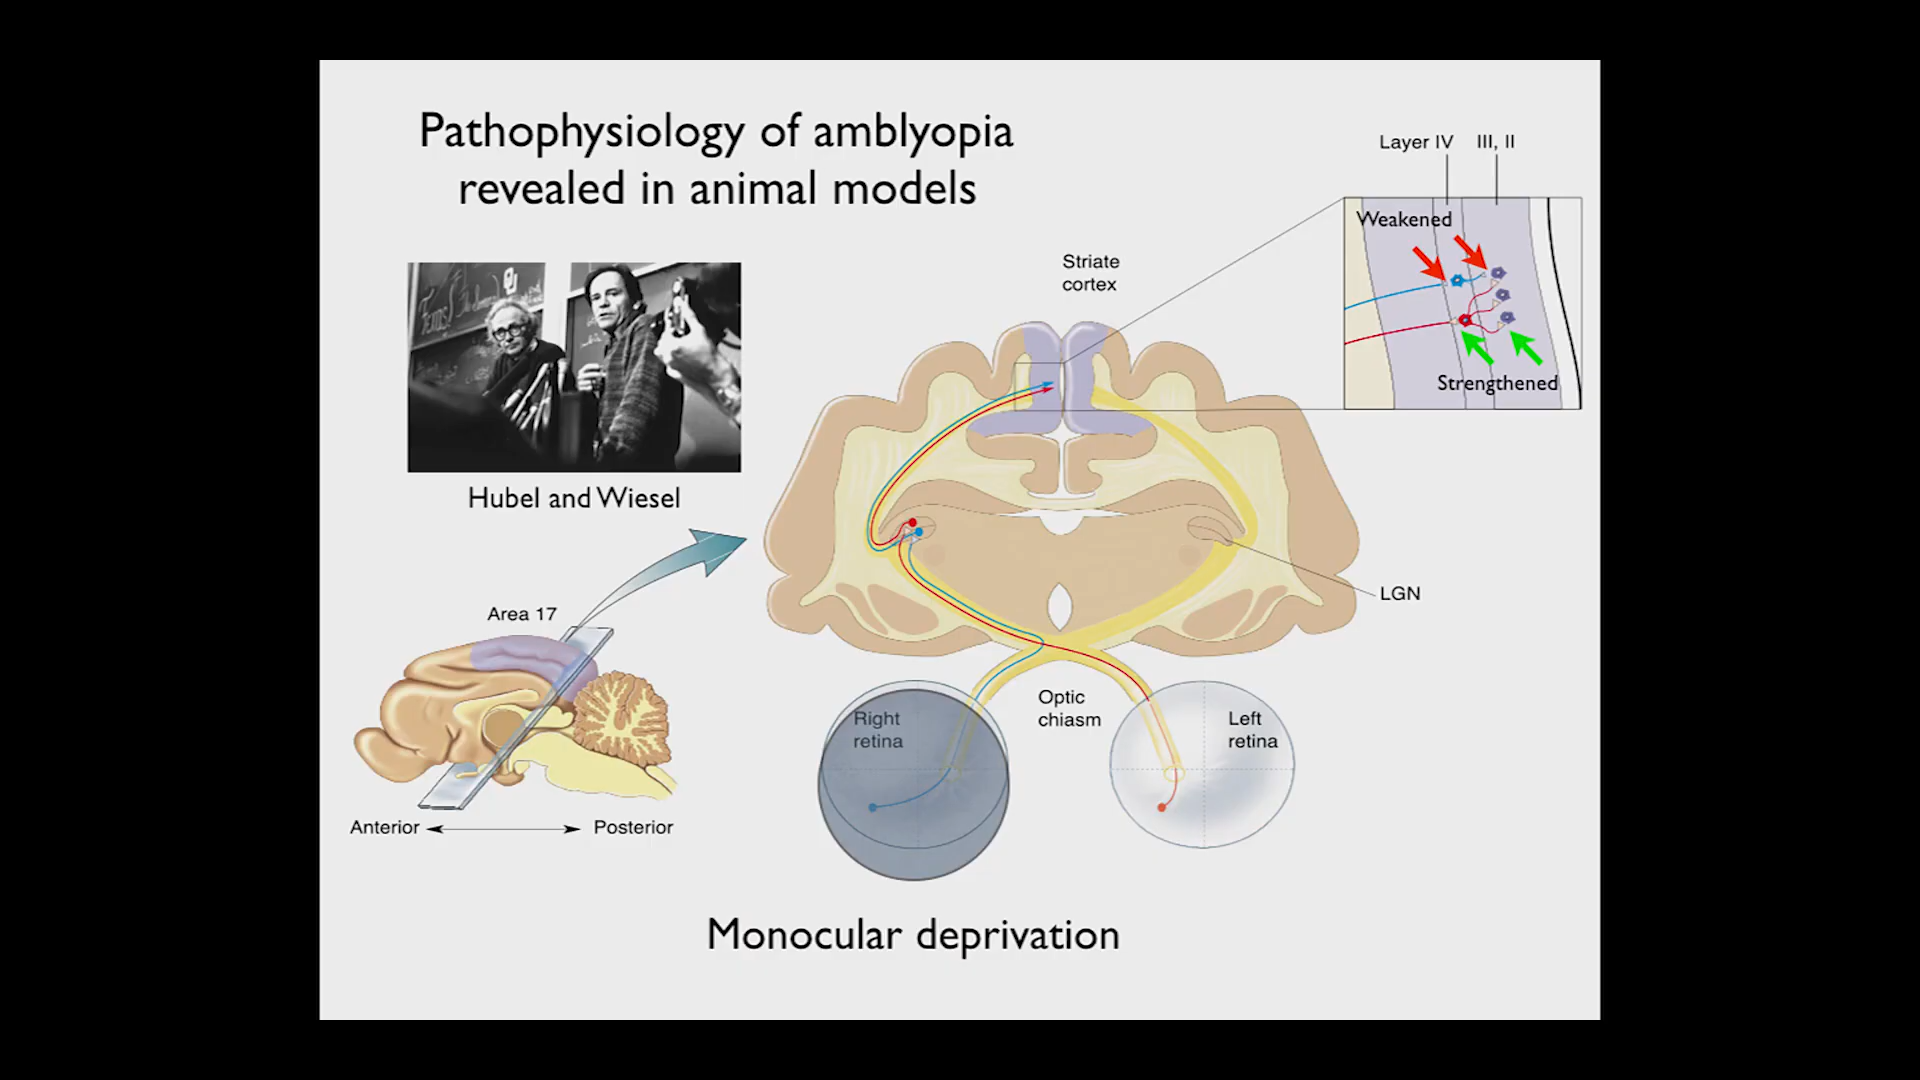 Pathophysiology of amblyopia
revealed in animal models
Layer IV
III, II
Weakened
Strengthened
Striate
cortex
Hubel and Wiesel
LGN
Area 17
Anterior
Posterior
Optic
chiasm
Right
retina
Left
retina
Monocular deprivation